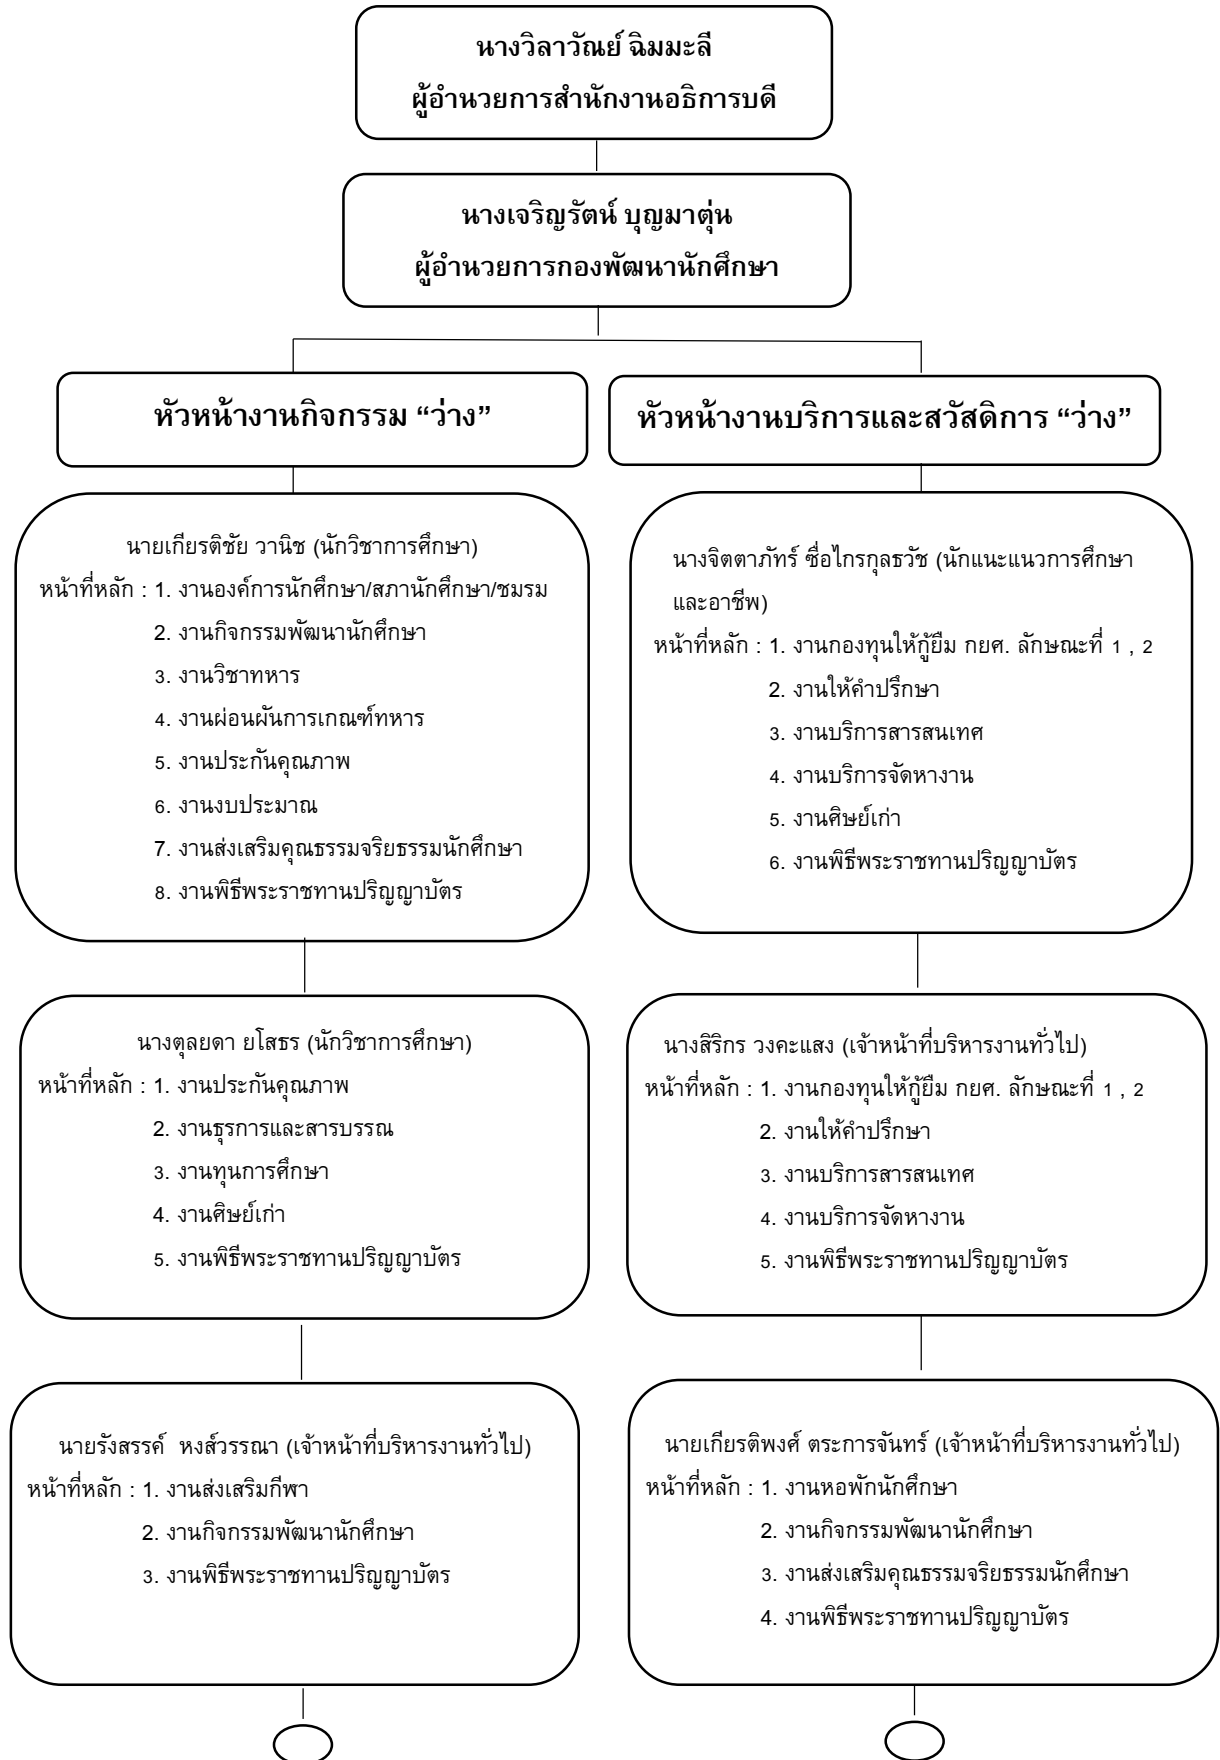 นางวิลาวัณย์ ฉิมมะลี
ผู้อำนวยการสำนักงานอธิการบดี
นางเจริญรัตน์ บุญมาตุ่น
ผู้อำนวยการกองพัฒนานักศึกษา
หัวหน้างานกิจกรรม “ว่าง”
นายเกียรติชัย วานิช (นักวิชาการศึกษา)
หน้าที่หลัก : 1. งานองค์การนักศึกษา/สภานักศึกษา/ชมรม
2. งานกิจกรรมพัฒนานักศึกษา
3. งานวิชาทหาร
4. งานผ่อนผันการเกณฑ์ทหาร
5. งานประกันคุณภาพ
6. งานงบประมาณ
7. งานส่งเสริมคุณธรรมจริยธรรมนักศึกษา
8. งานพิธีพระราชทานปริญญาบัตร
นางตุลยดา ยโสธร (นักวิชาการศึกษา)
หน้าที่หลัก : 1. งานประกันคุณภาพ
2. งานธุรการและสารบรรณ
3. งานทุนการศึกษา
4. งานศิษย์เก่า
5. งานพิธีพระราชทานปริญญาบัตร
นายรังสรรค์ หงส์วรรณา (เจ้าหน้าที่บริหารงานทั่วไป)
หน้าที่หลัก : 1. งานส่งเสริมกีฬา
2. งานกิจกรรมพัฒนานักศึกษา
3. งานพิธีพระราชทานปริญญาบัตร
หัวหน้างานบริการและสวัสดิการ “ว่าง”
นางจิตตาภัทร์ ซื่อไกรกุลธวัช (นักแนะแนวการศึกษา
และอาชีพ)
หน้าที่หลัก : 1. งานกองทุนให้กู้ยืม กยศ. ลักษณะที่ 1 , 2
2. งานให้คำปรึกษา
3. งานบริการสารสนเทศ
4. งานบริการจัดหางาน
5. งานศิษย์เก่า
6. งานพิธีพระราชทานปริญญาบัตร
นางสิริกร วงคะแสง (เจ้าหน้าที่บริหารงานทั่วไป)
หน้าที่หลัก : 1. งานกองทุนให้กู้ยืม กยศ. ลักษณะที่ 1 , 2
2. งานให้คำปรึกษา
3. งานบริการสารสนเทศ
4. งานบริการจัดหางาน
5. งานพิธีพระราชทานปริญญาบัตร
นายเกียรติพงศ์ ตระการจันทร์ (เจ้าหน้าที่บริหารงานทั่วไป)
หน้าที่หลัก : 1. งานหอพักนักศึกษา
2. งานกิจกรรมพัฒนานักศึกษา
3. งานส่งเสริมคุณธรรมจริยธรรมนักศึกษา
4. งานพิธีพระราชทานปริญญาบัตร